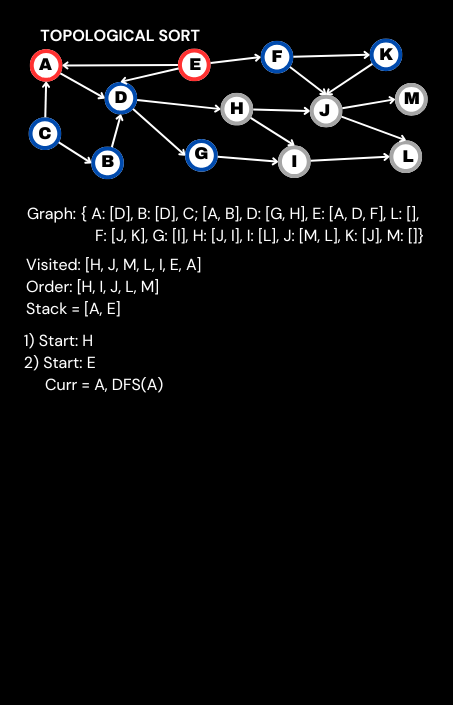 TOPOLOGICAL SORT
A
E
F
K
D
H
J
M
C
B
G
I
L
Graph: { A: [D], B: [D], C; [A, B], D: [G, H], E: [A, D, F], L: [],
F: [J, K], G: [I], H: [J, I], I: [L], J: [M, L], K: [J], M: []}
Visited: [H, J, M, L, I, E, A]
Order: [H, I, J, L, M]
Stack = [A, E]
1) Start: H
2) Start: E
Curr = A, DFS(A)